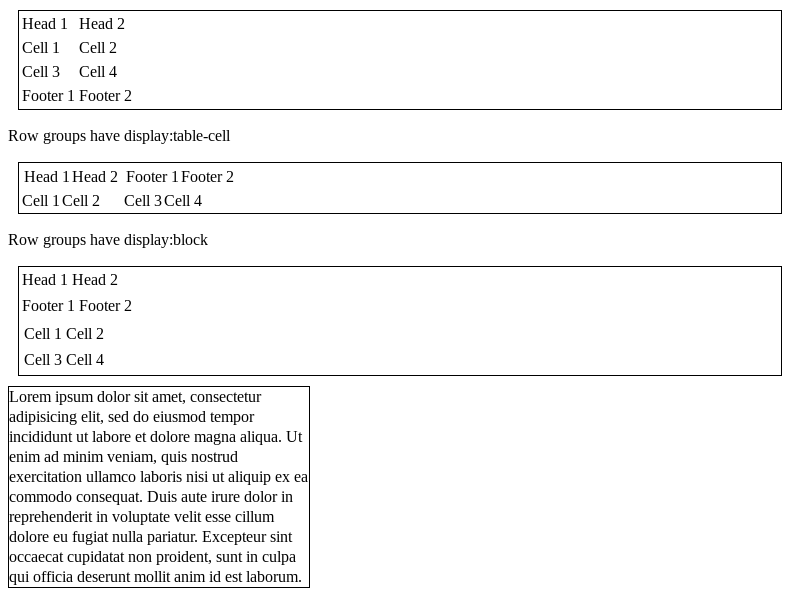 Head 1 Head 2
Cell 1 Cell 2
Cell 3 Cell 4
Footer 1 Footer 2
Row groups have display:table-cell
Head 1 Head 2 Footer 1 Footer 2
Cell 1 Cell 2 Cell 3 Cell 4
Row groups have display:block
Head 1 Head 2
Footer 1 Footer 2
Cell 1 Cell 2
Cell 3 Cell 4
Lorem ipsum dolor sit amet, consectetur
adipisicing elit, sed do eiusmod tempor
incididunt ut labore et dolore magna aliqua. Ut
enim ad minim veniam, quis nostrud
exercitation ullamco laboris nisi ut aliquip ex ea
commodo consequat. Duis aute irure dolor in
reprehenderit in voluptate velit esse cillum
dolore eu fugiat nulla pariatur. Excepteur sint
occaecat cupidatat non proident, sunt in culpa
qui officia deserunt mollit anim id est laborum.